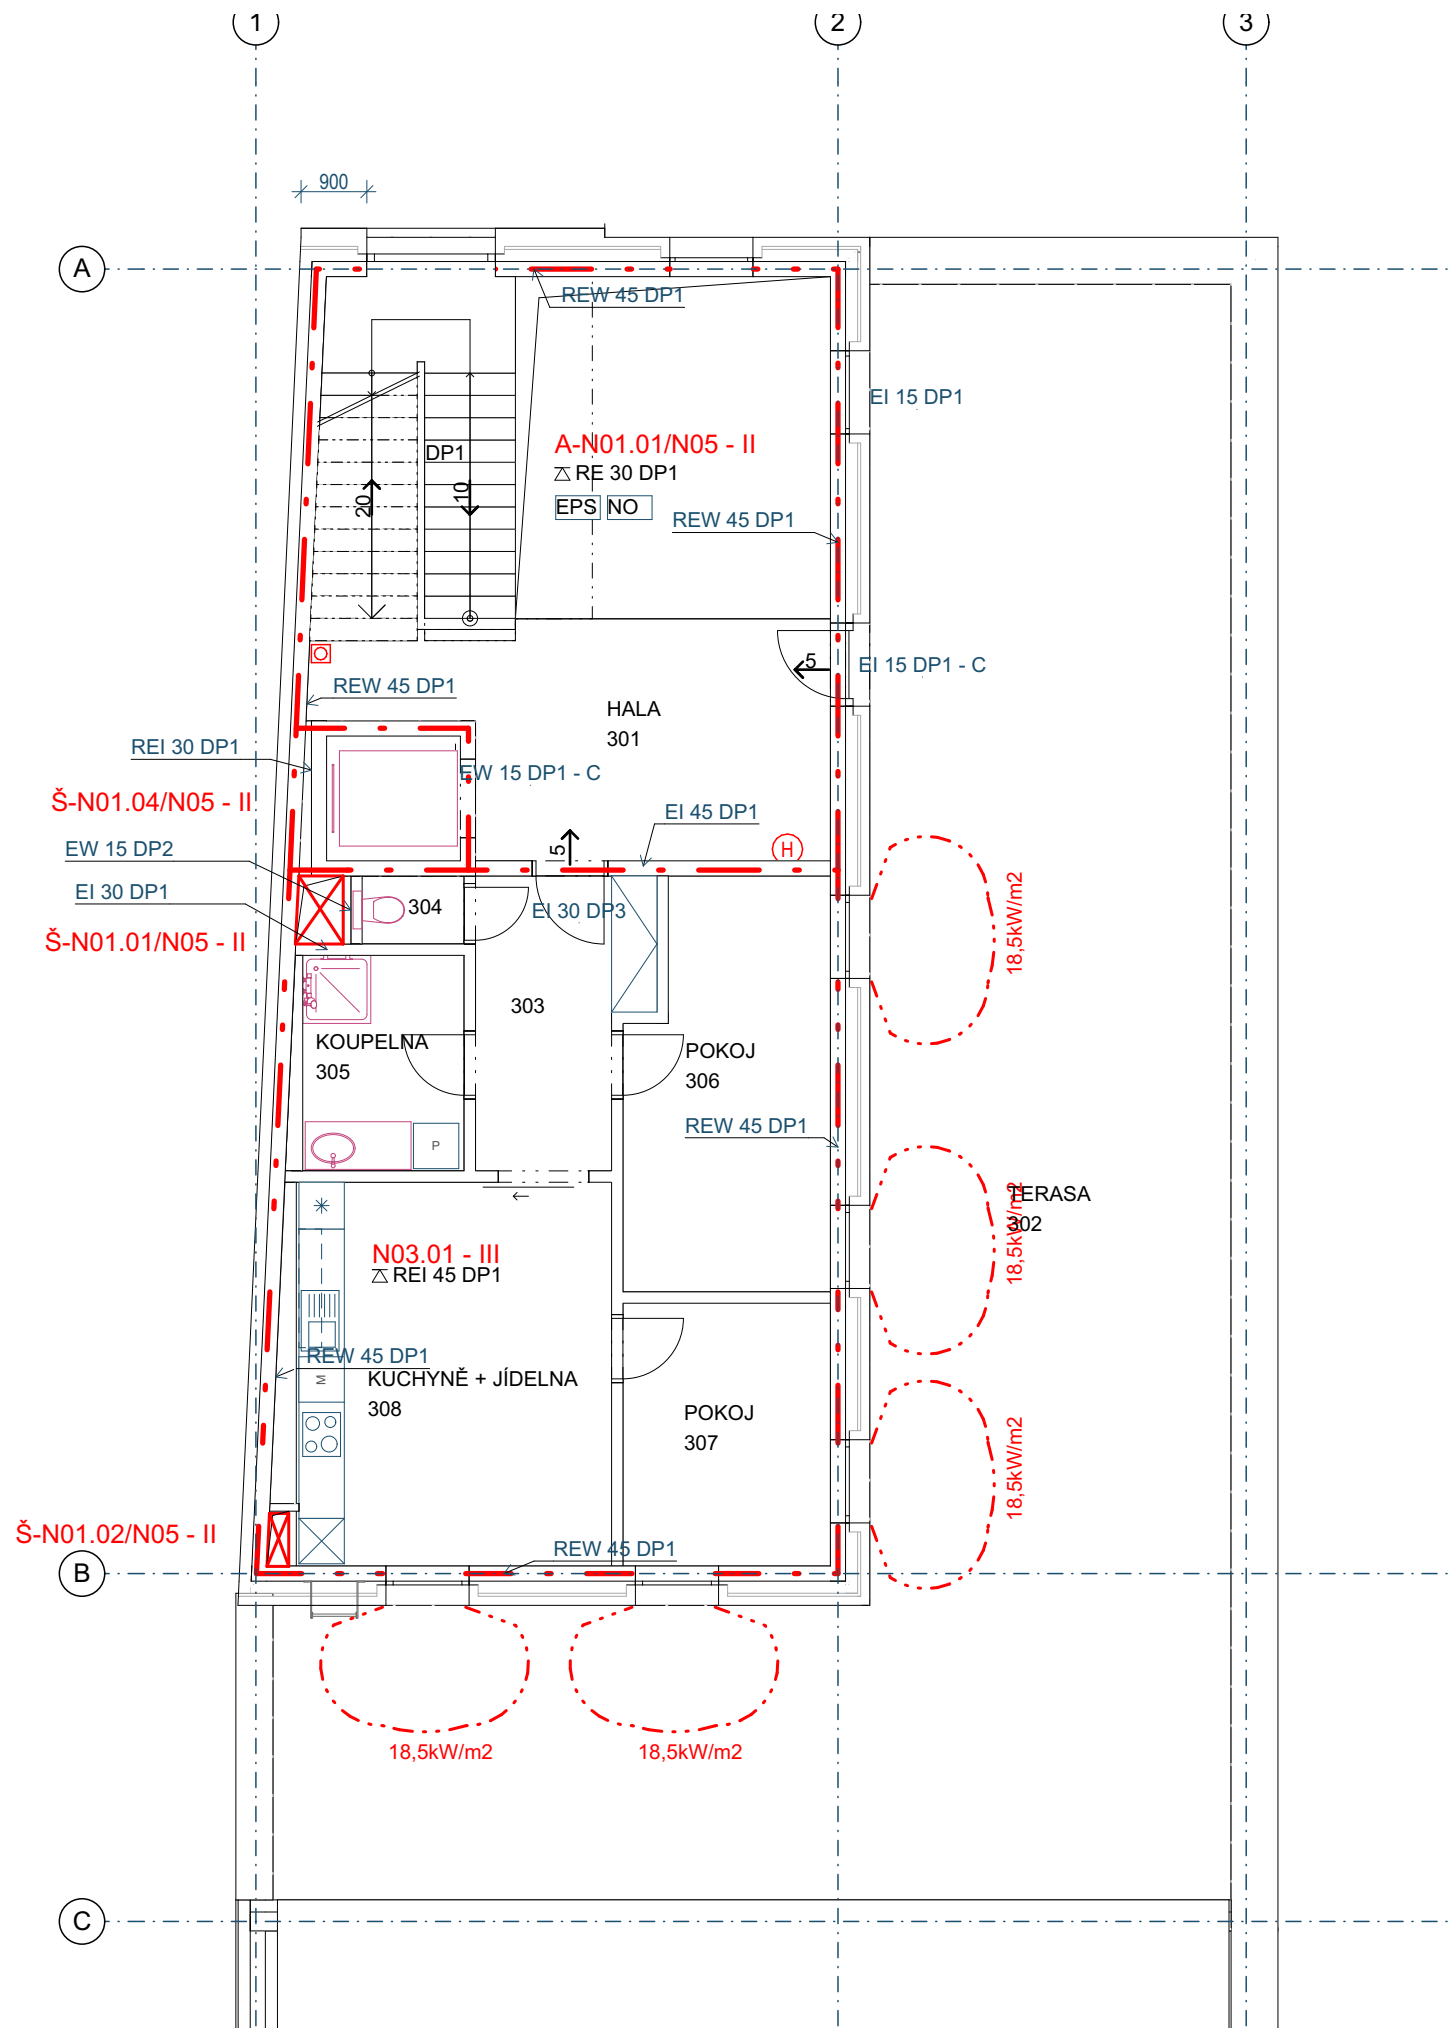 1
2
3
900
A
REW 45 DP1
EI 15 DP1
DP1
A-N01.01/N05 - II
RE 30 DP1
20
10
EPS NO
REW 45 DP1
5
EI 15 DP1 - C
REW 45 DP1
HALA
301
REI 30 DP1
EW 15 DP1 - C
Š-N01.04/N05 - II
EI 45 DP1
EW 15 DP2
5
H
EI 30 DP1
304
EI 30 DP3
Š-N01.01/N05 - II
18,5kW/m2
303
KOUPELNA
305
POKOJ
306
REW 45 DP1
P
TERASA
302
18,5kW/m2
N03.01 - III
REI 45 DP1
REW 45 DP1
M
KUCHYNĚ + JÍDELNA
308
POKOJ
307
18,5kW/m2
Š-N01.02/N05 - II
REW 45 DP1
B
18,5kW/m2
18,5kW/m2
C